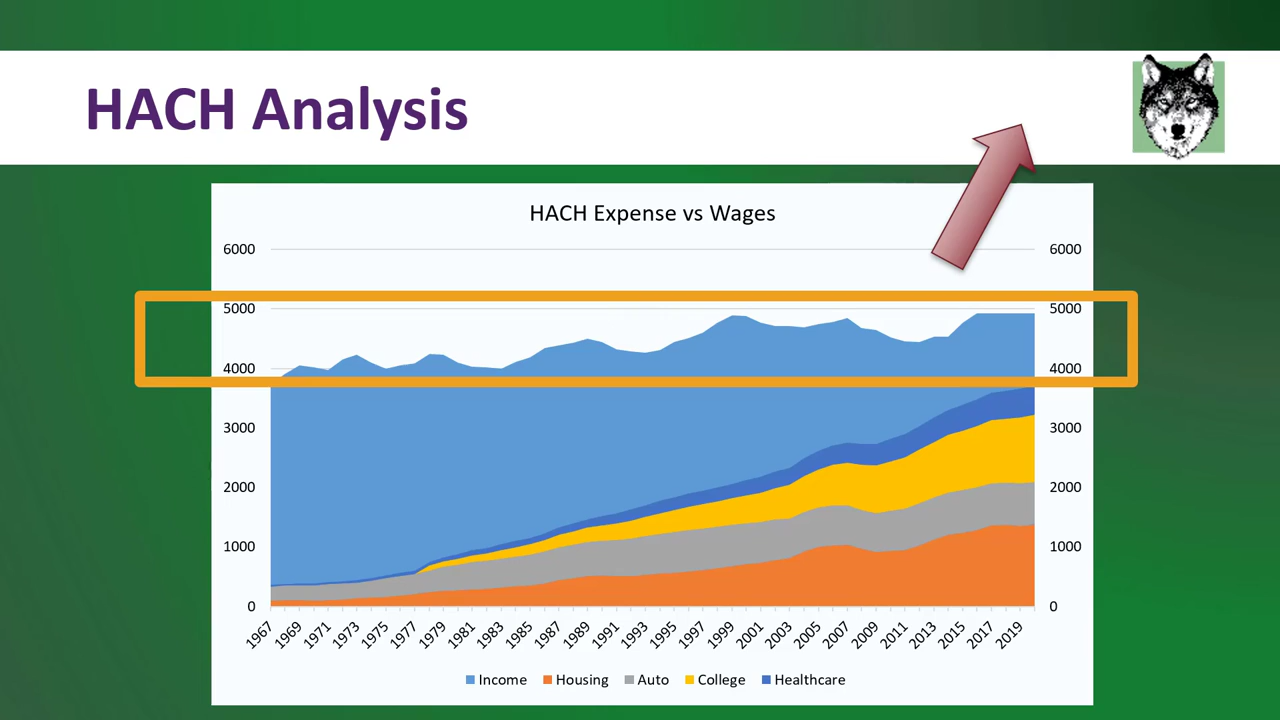 HACH Analysis
HACH Expense vs Wages
6000 6000
5000 5000
4000 4000
3000 3000
2000 2000
1000 1000
0 0
1967 1969 1971 1973 1975 1977 1979 1981 1983 1985 1987 1989 1991 1993 1995 1997 1999 2001 2003 2005 2007 2009 2011 2013 2015 2017 2019
Income Housing Auto College Healthcare